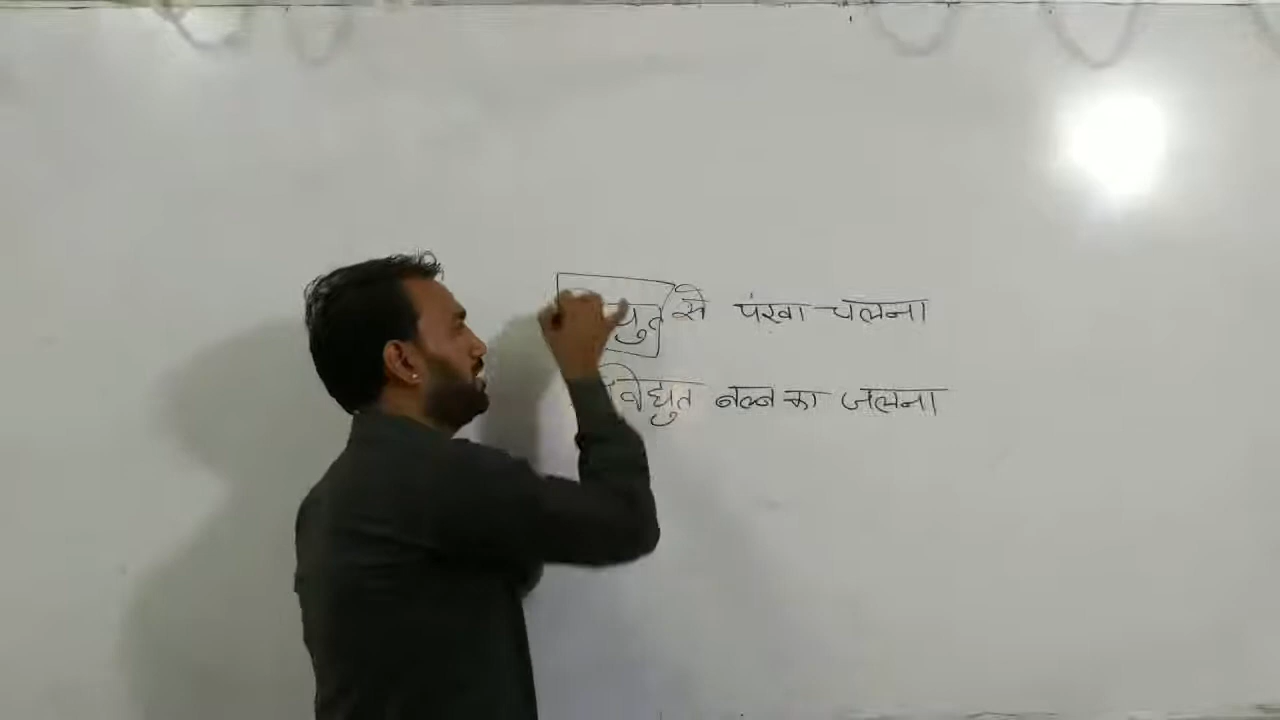 से पंखा चलना
विद्युत बल्ब का जलना